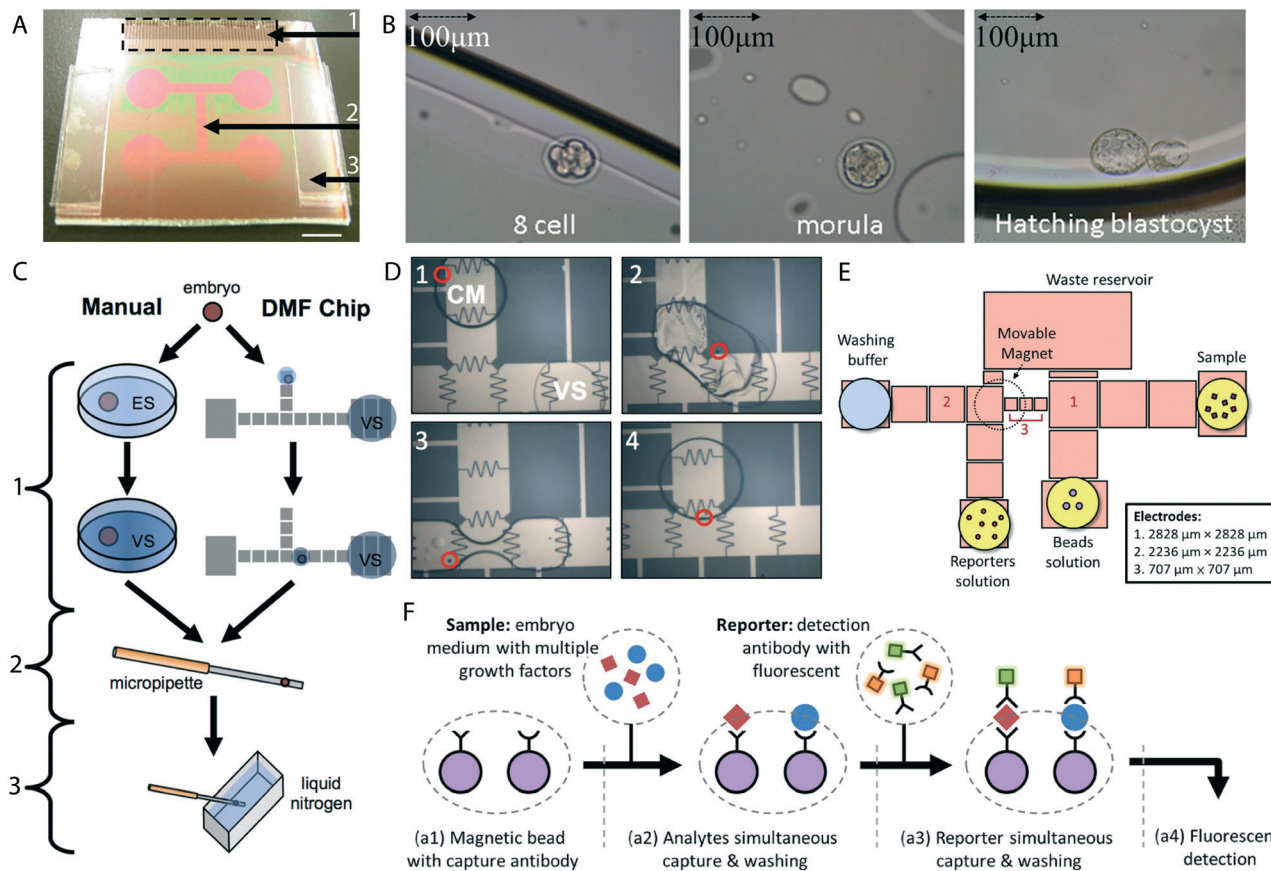 A
1
2
3
B
100μm
8 cell
100μm
morula
100μm
Hatching blastocyst
C
Manual
embryo
DMF Chip
ES
VS
VS
VS
1
2
micropipette
3
liquid
nitrogen
D
1
CM
VS
2
3
4
E
Waste reservoir
Movable
Magnet
Washing
buffer
Sample
2
1
3
Reporters
solution
Beads
solution
Electrodes:
1. 2828 μm × 2828 μm
2. 2236 μm × 2236 μm
3. 707 μm × 707 μm
F
Sample: embryo
medium with multiple
growth factors
Reporter: detection
antibody with
fluorescent
(a1) Magnetic bead
with capture antibody
(a2) Analytes simultaneous
capture & washing
(a3) Reporter simultaneous
capture & washing
(a4) Fluorescen
detection